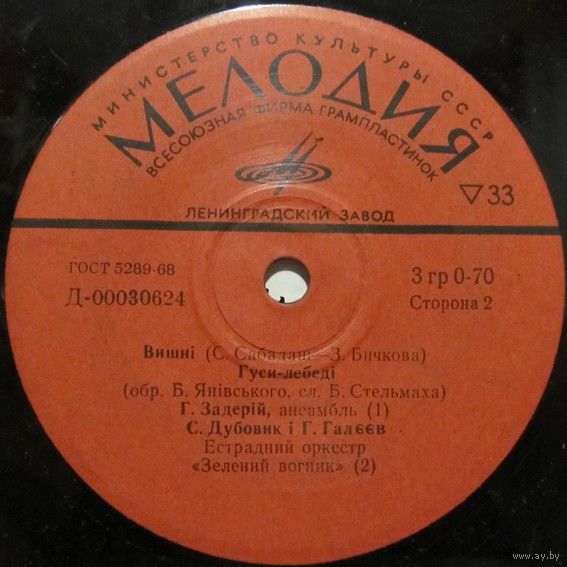 МИНИСТЕРСТВО КУЛЬТУРЫ СССР
МЕЛОДИЯ
ВСЕСОЮЗНАЯ ФИРМА ГРАМПЛАСТИНОК
▽ 33
ЛЕНИНГРАДСКИЙ ЗАВОД
ГОСТ 5289-68
3 гр 0-70
Д-00030624
Сторона 2
Вишні (С. Сабадаш—З. Бичкова)
Гуси-лебеді
(обр. Б. Янівського, сл. Б. Стельмаха)
Г. Задерій, ансамбль (1)
С. Дубовик і Г. Галєєв
Естрадний оркестр
«Зелений вогник» (2)
www.ay.by